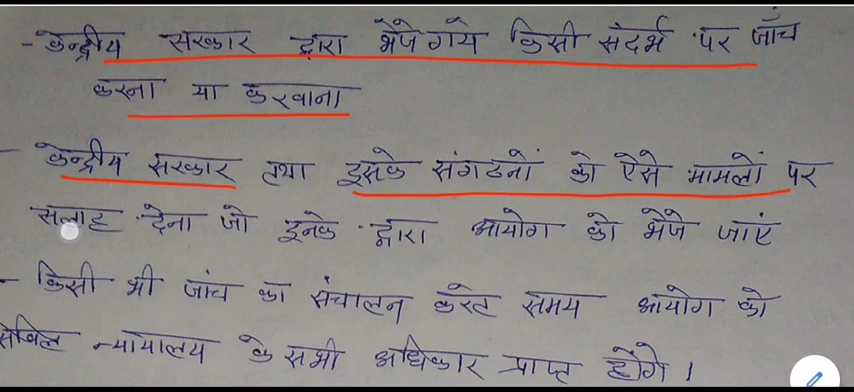 - केन्द्रीय सरकार द्वारा भेजे गये किसी संदर्भ पर जाँच
करना या करवाना
- केन्द्रीय सरकार तथा इसके संगठनों को ऐसे मामलों पर
सलाह देना जो इनके द्वारा आयोग को भेजे जाएं
- किसी भी जांच का संचालन करते समय आयोग को
सिविल न्यायालय के सभी अधिकार प्राप्त होंगे।